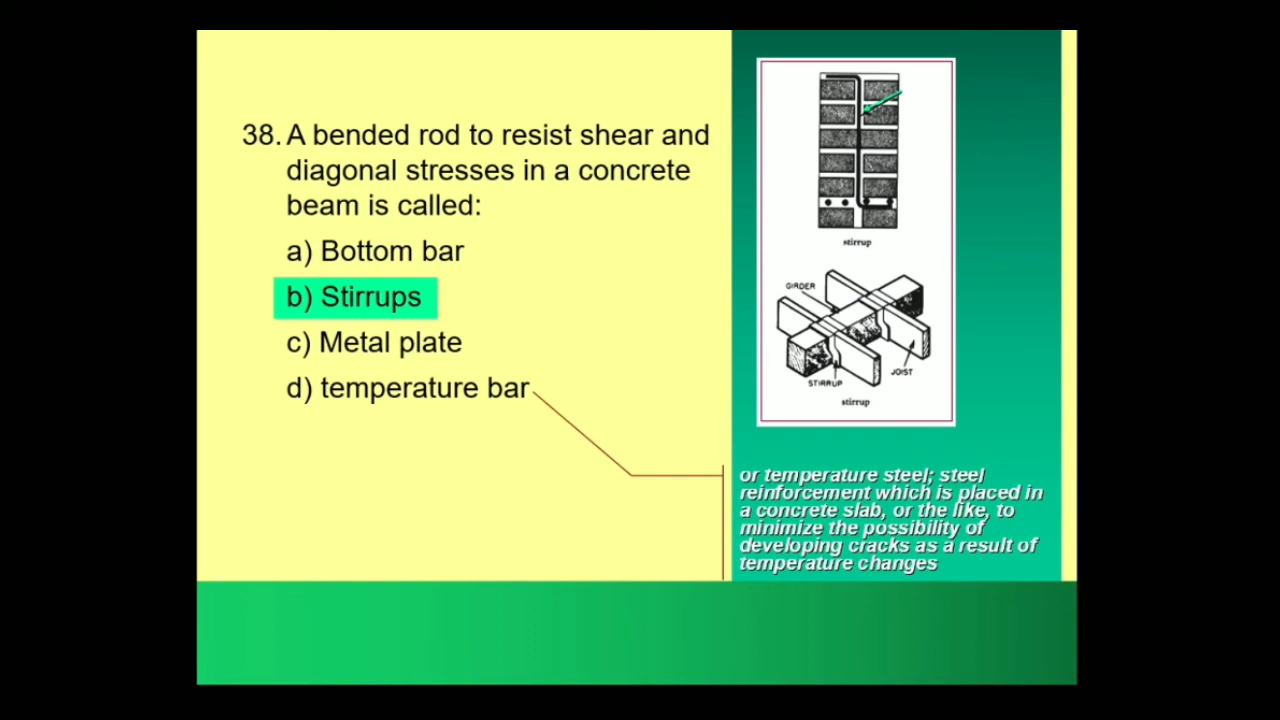 38. A bended rod to resist shear and
diagonal stresses in a concrete
beam is called:
a) Bottom bar
b) Stirrups
c) Metal plate
d) temperature bar
stirrup
GIRDER
STIRRUP
JOIST
stirrup
or temperature steel; steel
reinforcement which is placed in
a concrete slab, or the like, to
minimize the possibility of
developing cracks as a result of
temperature changes